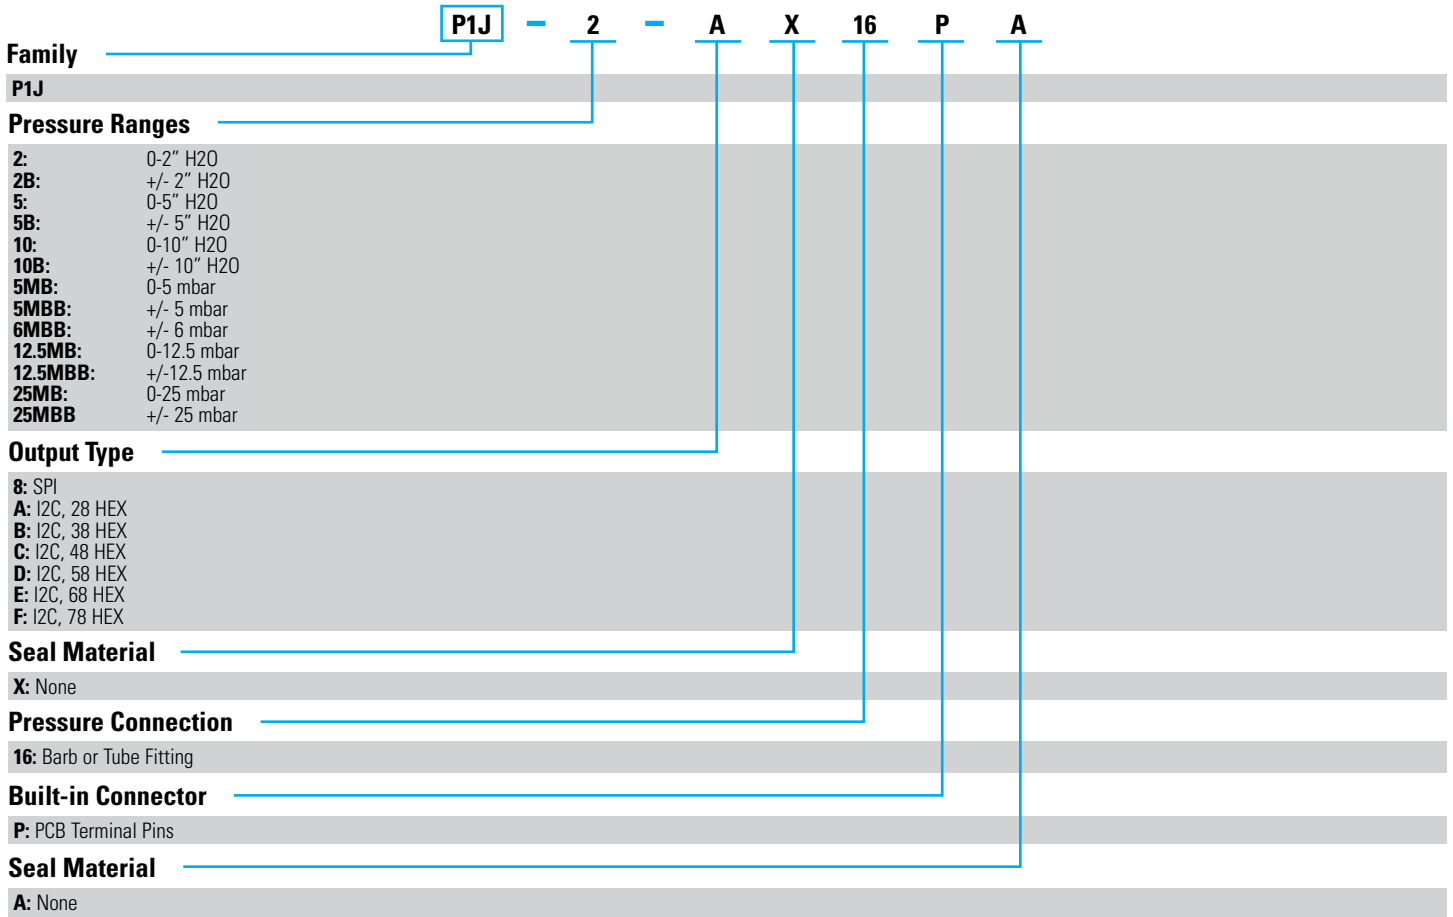 P1J - 2 - A X 16 P A
Family
P1J
Pressure Ranges
2: 0-2" H2O
2B: +/- 2" H2O
5: 0-5" H2O
5B: +/- 5" H2O
10: 0-10" H2O
10B: +/- 10" H2O
5MB: 0-5 mbar
5MBB: +/- 5 mbar
6MBB: +/- 6 mbar
12.5MB: 0-12.5 mbar
12.5MBB: +/-12.5 mbar
25MB: 0-25 mbar
25MBB +/- 25 mbar
Output Type
8: SPI
A: I2C, 28 HEX
B: I2C, 38 HEX
C: I2C, 48 HEX
D: I2C, 58 HEX
E: I2C, 68 HEX
F: I2C, 78 HEX
Seal Material
X: None
Pressure Connection
16: Barb or Tube Fitting
Built-in Connector
P: PCB Terminal Pins
Seal Material
A: None